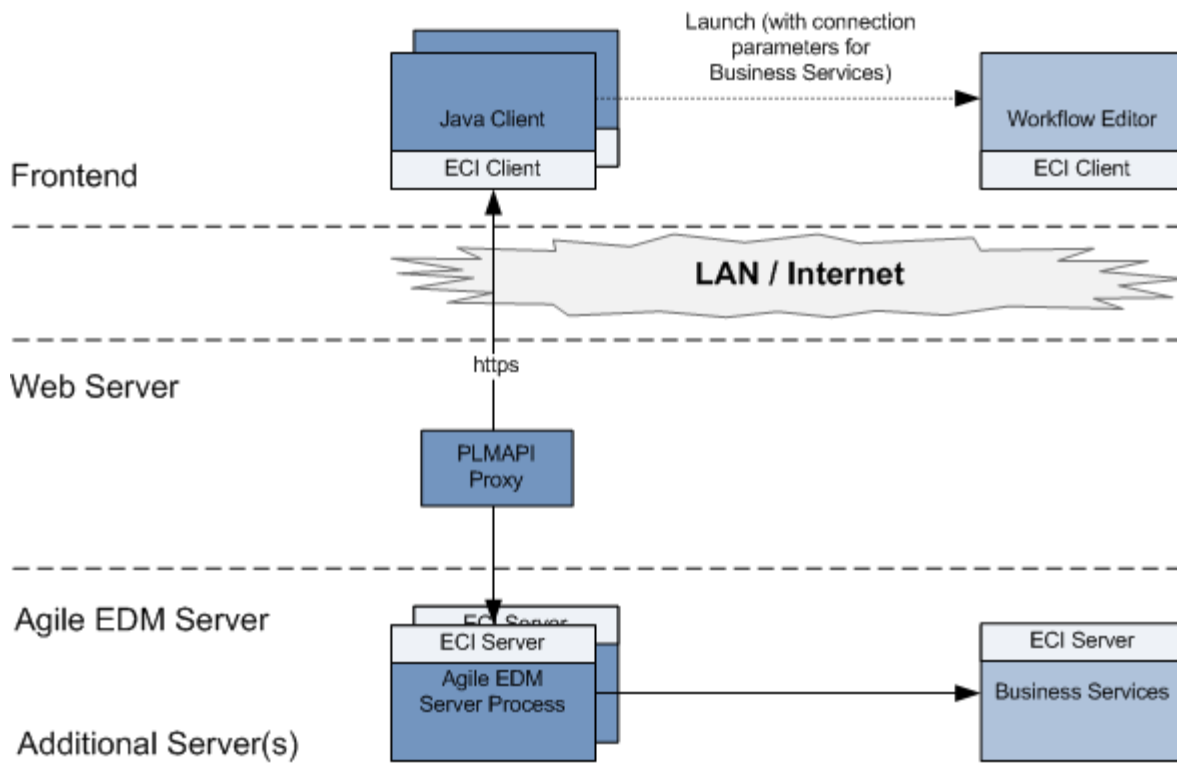 Launch (with connection
parameters for
Business Services)
Java Client
ECI Client
Workflow Editor
ECI Client
Frontend
LAN / Internet
https
Web Server
PLMAPI
Proxy
Agile EDM Server
ECI Server
ECI Server
Agile EDM
Server Process
ECI Server
Business Services
Additional Server(s)